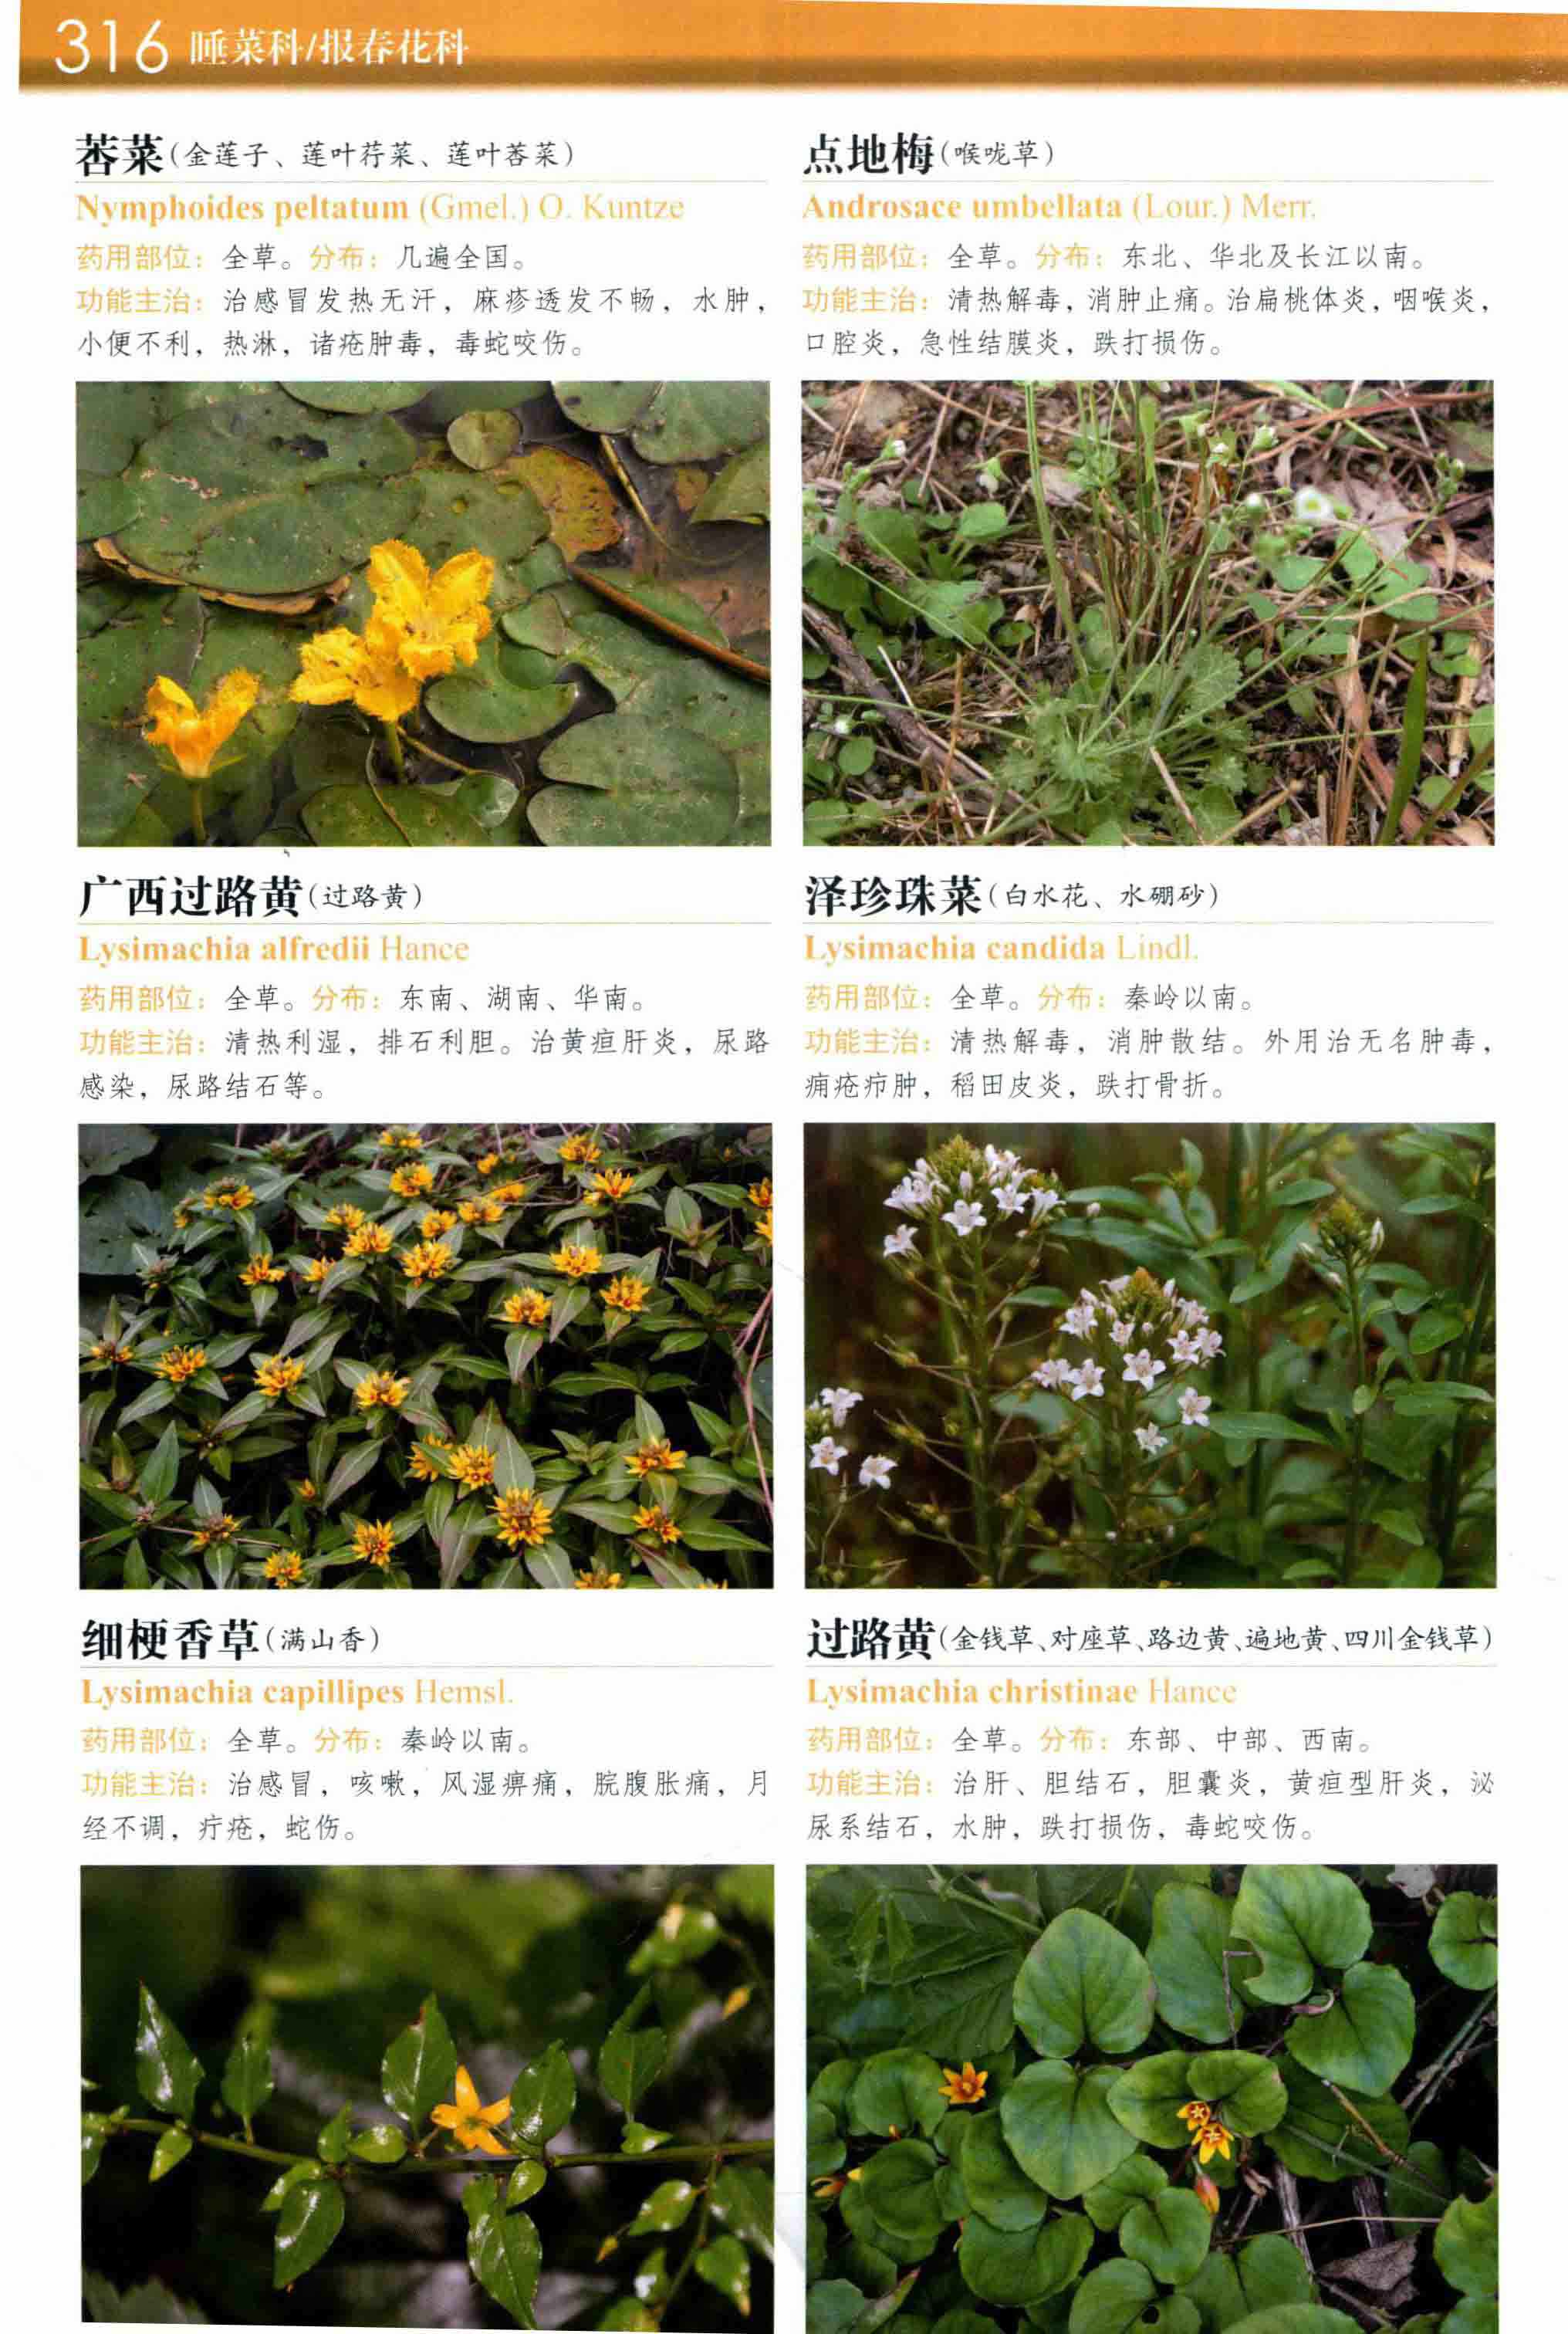 316 睡菜科/报春花科
莕菜(金莲子、莲叶荇菜、莲叶莕菜)
Nymphoides peltatum (Gmel.) O. Kuntze
药用部位：全草。分布：几遍全国。
功能主治：治感冒发热无汗，麻疹透发不畅，水肿，
小便不利，热淋，诸疮肿毒，毒蛇咬伤。
点地梅(喉咙草)
Androsace umbellata (Lour.) Merr.
药用部位：全草。分布：东北、华北及长江以南。
功能主治：清热解毒，消肿止痛。治扁桃体炎，咽喉炎，
口腔炎，急性结膜炎，跌打损伤。
广西过路黄(过路黄)
Lysimachia alfredii Hance
药用部位：全草。分布：东南、湖南、华南。
功能主治：清热利湿，排石利胆。治黄疸肝炎，尿路
感染，尿路结石等。
泽珍珠菜(白水花、水硼砂)
Lysimachia candida Lindl.
药用部位：全草。分布：秦岭以南。
功能主治：清热解毒，消肿散结。外用治无名肿毒，
痈疮疖肿，稻田皮炎，跌打骨折。
细梗香草(满山香)
Lysimachia capillipes Hemsl.
药用部位：全草。分布：秦岭以南。
功能主治：治感冒，咳嗽，风湿痹痛，脘腹胀痛，月
经不调，疔疮，蛇伤。
过路黄(金钱草、对座草、路边黄、遍地黄、四川金钱草)
Lysimachia christinae Hance
药用部位：全草。分布：东部、中部、西南。
功能主治：治肝、胆结石，胆囊炎，黄疸型肝炎，泌
尿系结石，水肿，跌打损伤，毒蛇咬伤。